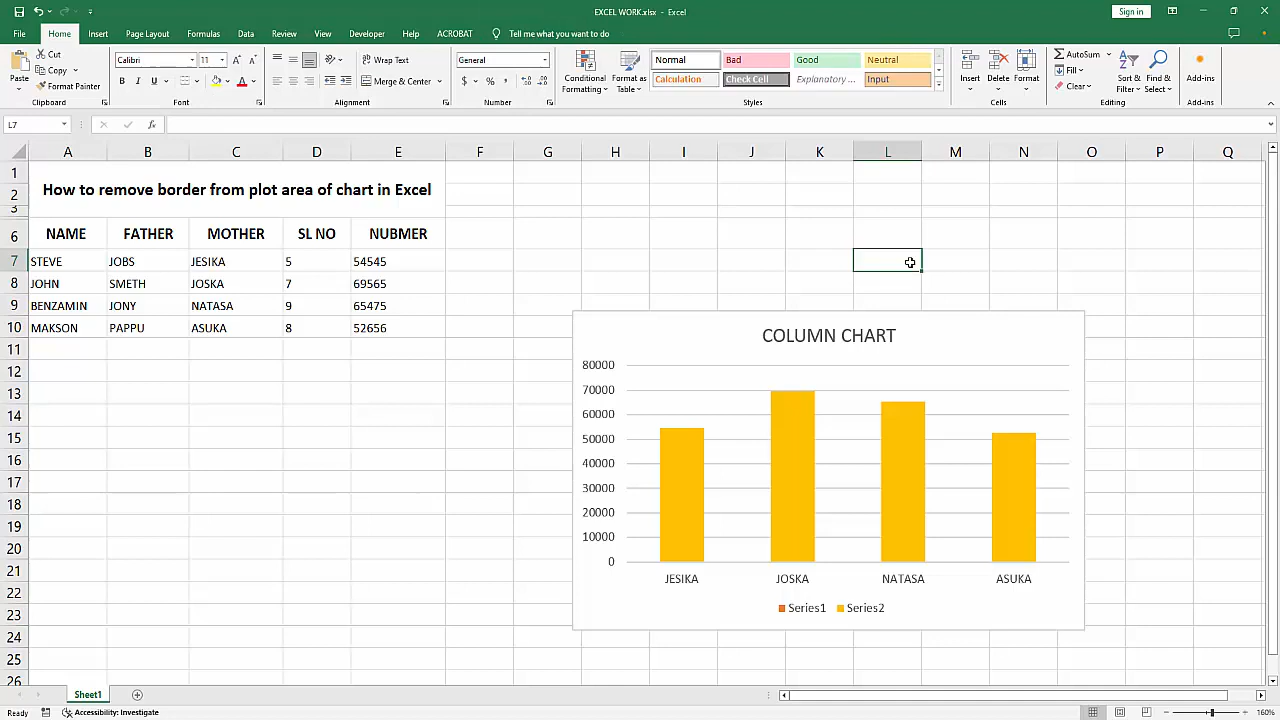 EXCEL WORK.xlsx - Excel
Sign in
File Home Insert Page Layout Formulas Data Review View Developer Help ACROBAT Tell me what you want to do
Paste
Cut
Copy
Format Painter
Clipboard
Calibri 11
B I U
Font
Wrap Text
Merge & Center
Alignment
General
Number
Conditional Formatting
Format as Table
Normal Bad Good Neutral
Calculation Check Cell Explanatory ... Input
Styles
Insert Delete Format
Cells
AutoSum
Fill
Clear
Sort & Filter
Find & Select
Editing
Add-ins
Add-ins
L7
fx
A B C D E F G H I J K L M N O P Q
1
2 How to remove border from plot area of chart in Excel
3
6 NAME FATHER MOTHER SL NO NUBMER
7 STEVE JOBS JESIKA 5 54545
8 JOHN SMETH JOSKA 7 69565
9 BENZAMIN JONY NATASA 9 65475
10 MAKSON PAPPU ASUKA 8 52656
11
12
13
14
15
16
17
18
19
20
21
22
23
24
25
26
COLUMN CHART
80000
70000
60000
50000
40000
30000
20000
10000
0
JESIKA JOSKA NATASA ASUKA
Series1 Series2
Sheet1
Ready Accessibility: Investigate
160%